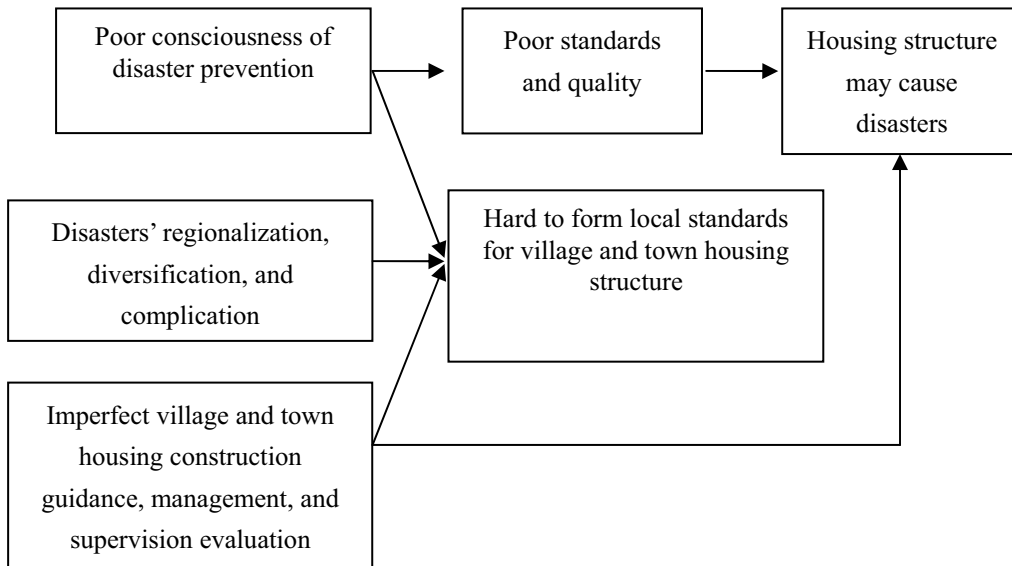 Poor consciousness of
disaster prevention
Poor standards
and quality
Housing structure
may cause
disasters
Disasters’ regionalization,
diversification, and
complication
Hard to form local standards
for village and town housing
structure
Imperfect village and town
housing construction
guidance, management, and
supervision evaluation